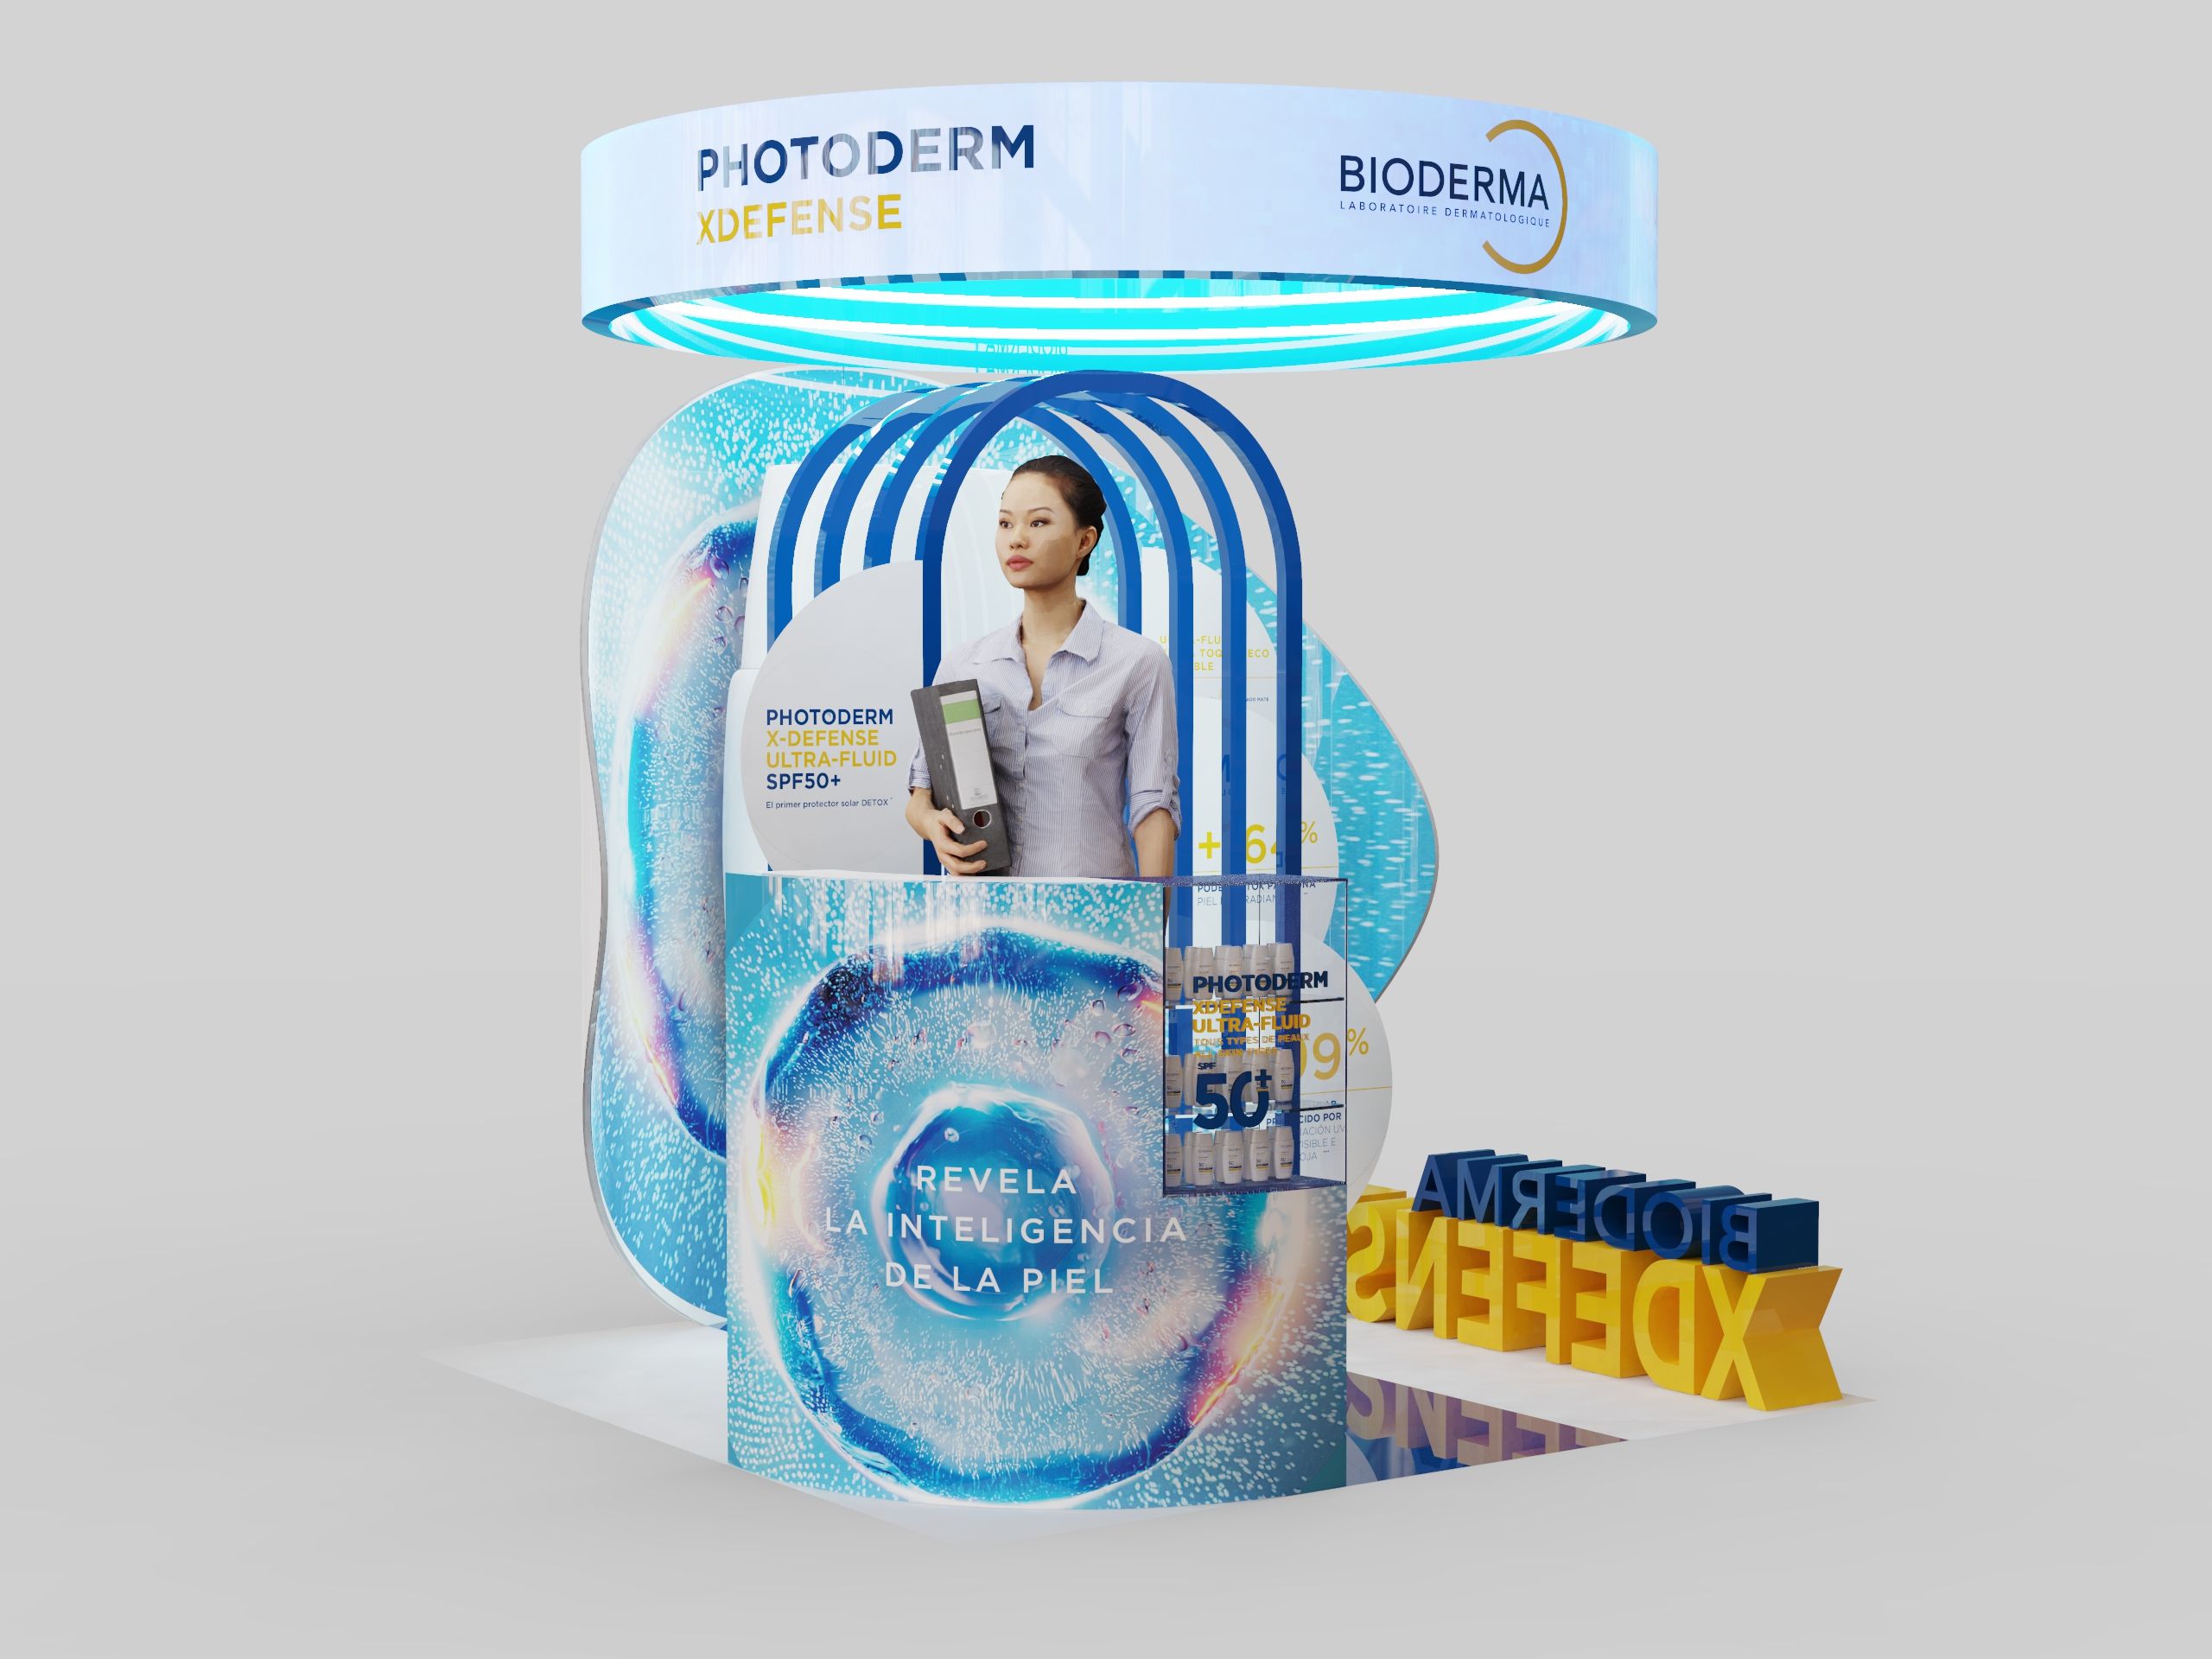 PHOTODERM
XDEFENSE
BIODERMA
LABORATOIRE DERMATOLOGIQUE
PHOTODERM
X-DEFENSE
ULTRA-FLUID
SPF50+
El primer protector solar DETOX
PHOTODERM
XDEFENSE
ULTRA-FLUID
TOUS TYPES DE PEAUX
SPF
50+
REVELA
LA INTELIGENCIA
DE LA PIEL
BIODERMA
XDEFENS